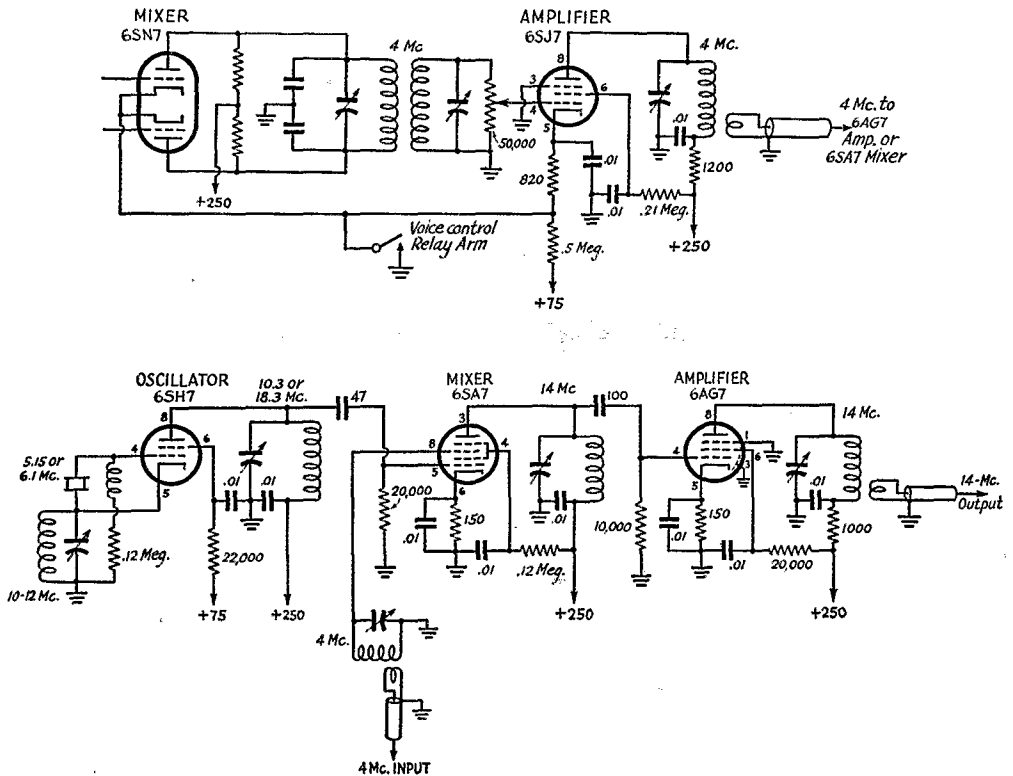 MIXER
6SN7
AMPLIFIER
6SJ7
4 Mc
4 Mc.
8
3
6
4
5
50,000
.01
4 Mc. to
6AG7
Amp. or
6SA7 Mixer
820
.01
1200
.01
.21 Meg.
+250
+250
Voice control
Relay Arm
.5 Meg.
+75
OSCILLATOR
6SH7
10.3 or
18.3 Mc.
47
MIXER
6SA7
14 Mc
100
AMPLIFIER
6AG7
14 Mc.
8
3
8
5.15 or
6.1 Mc.
4
6
5
8
4
5
6
4
1
6
3
5
.01
.01
20,000
.01
150
.01
.01
10,000
.01
150
.01
.01
14-Mc.
Output
1000
.12 Meg.
22,000
.12 Meg.
20,000
10-12 Mc.
+75
+250
+250
+250
4 Mc.
4 Mc. INPUT